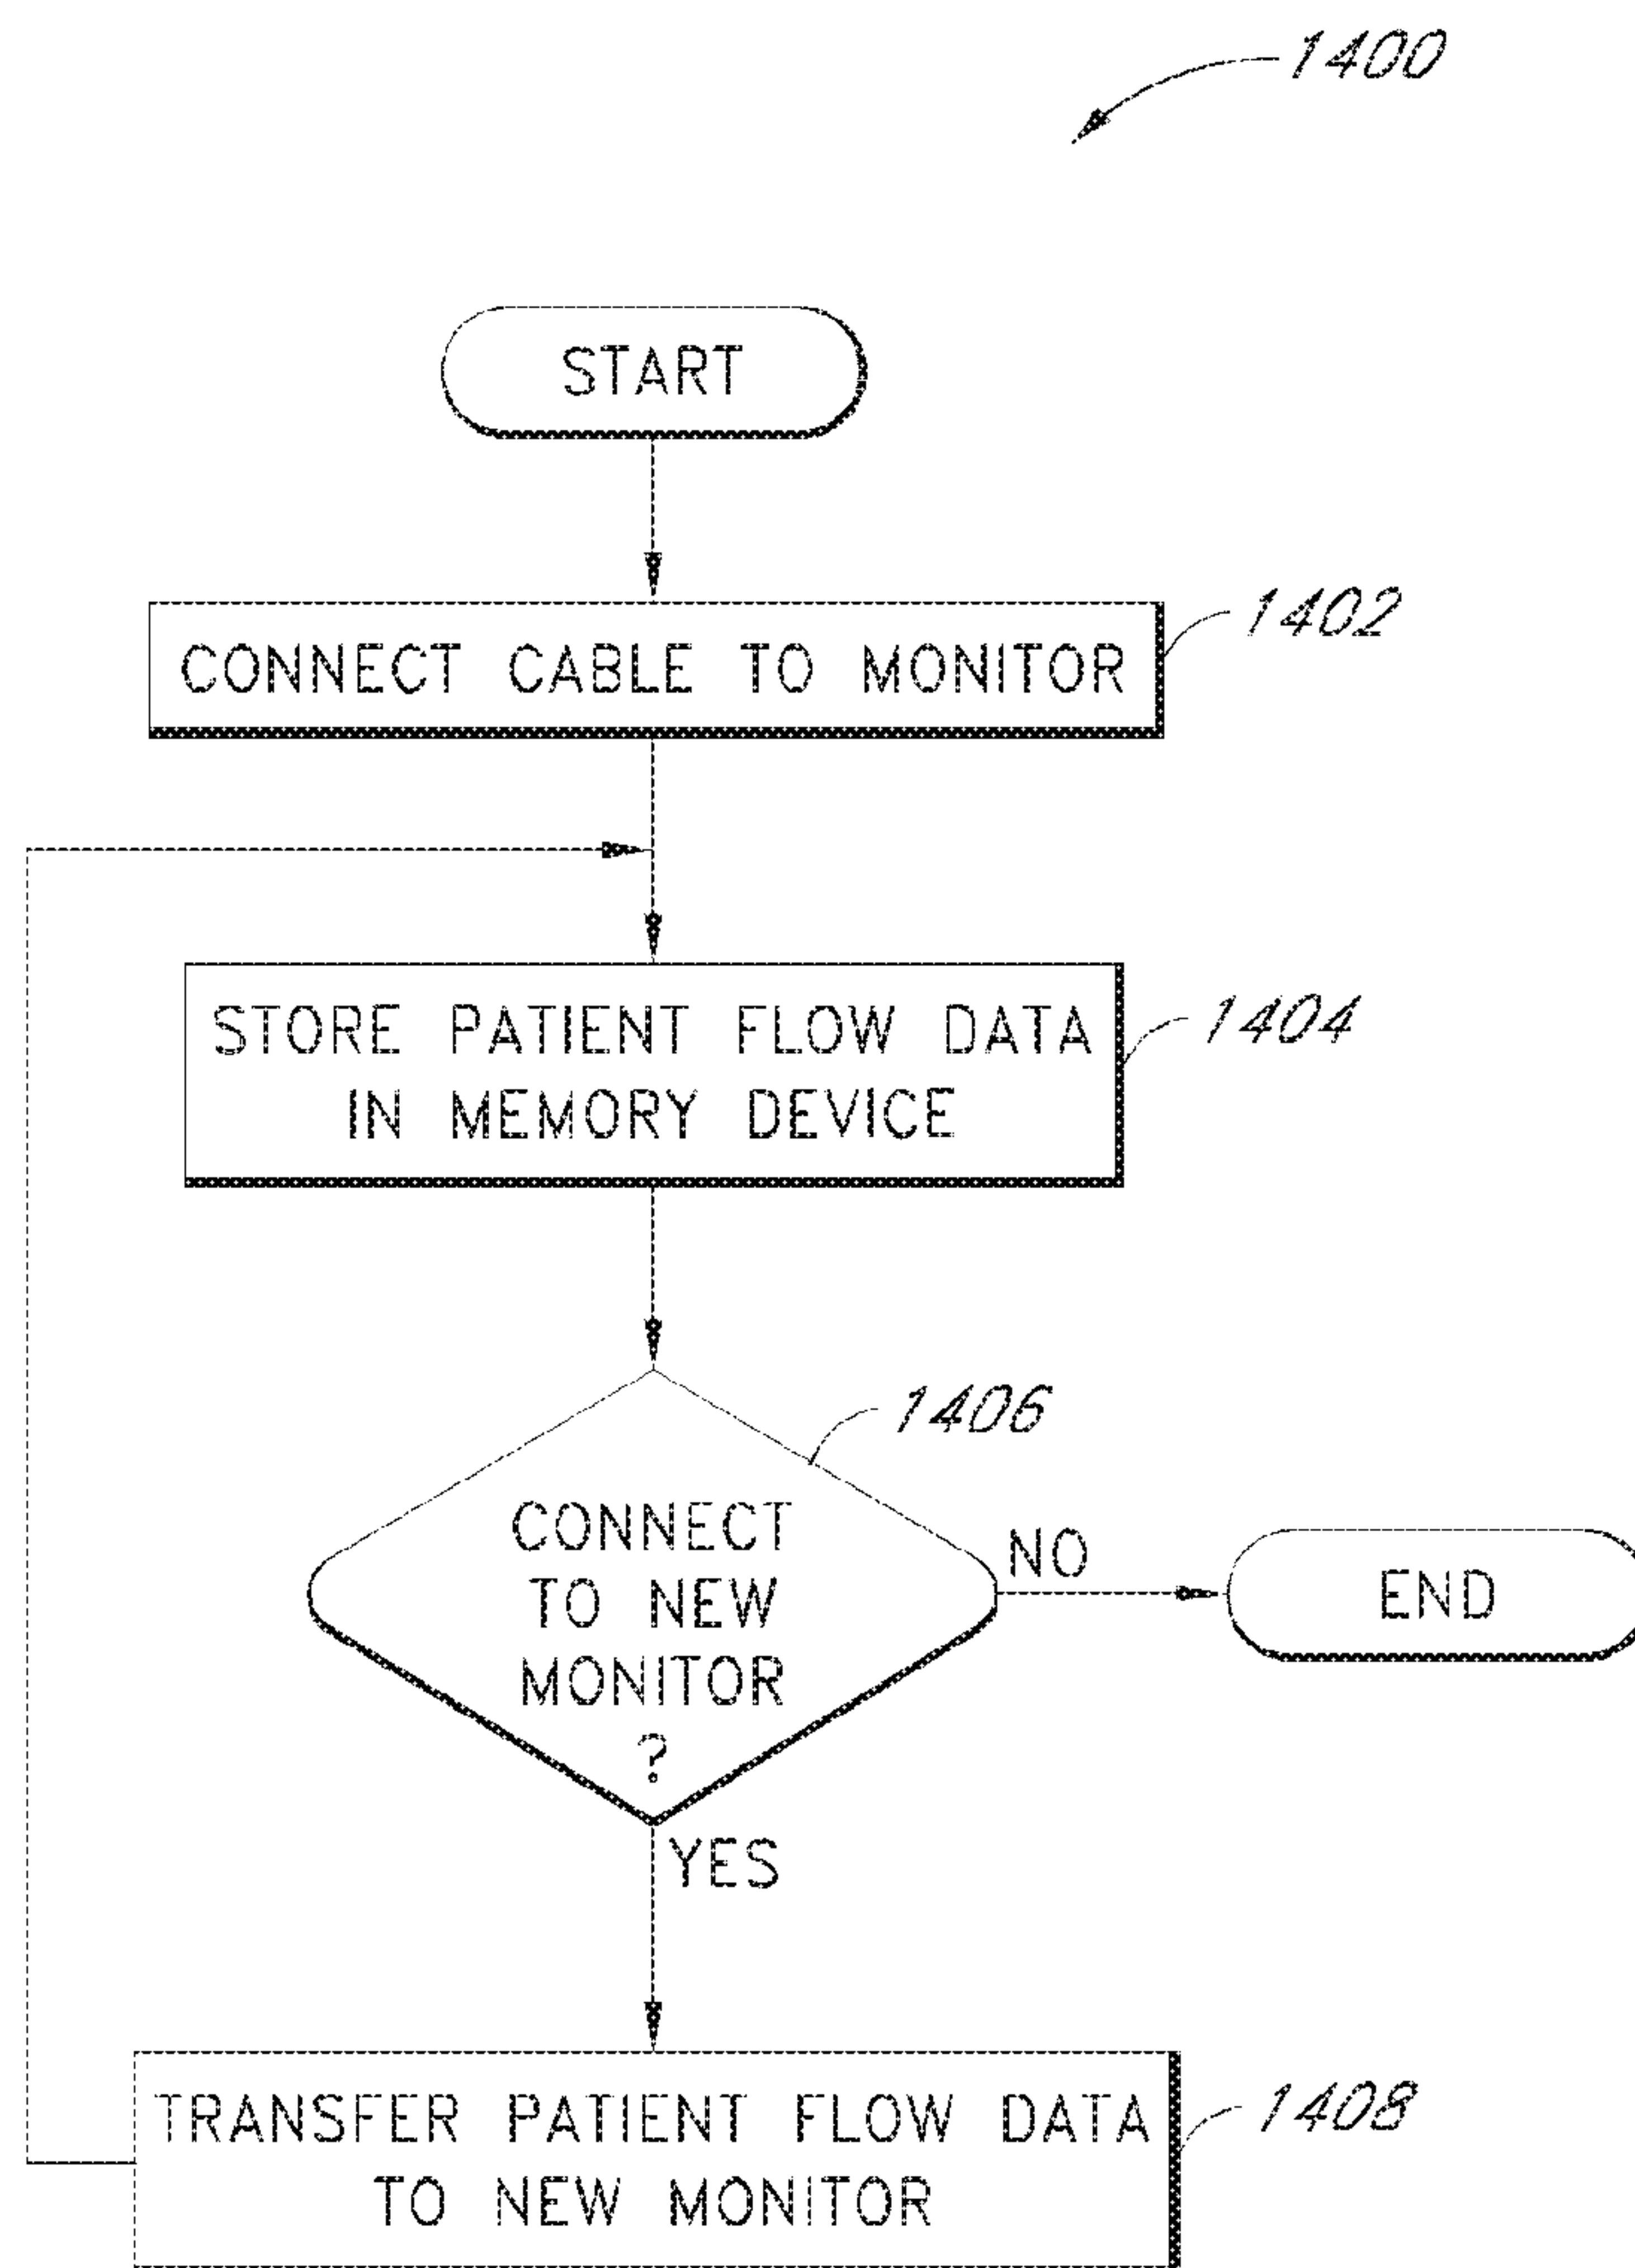 1400
START
CONNECT CABLE TO MONITOR
1402
STORE PATIENT FLOW DATA
IN MEMORY DEVICE
1404
1406
CONNECT
TO NEW
MONITOR
?
NO
END
YES
TRANSFER PATIENT FLOW DATA
TO NEW MONITOR
1408